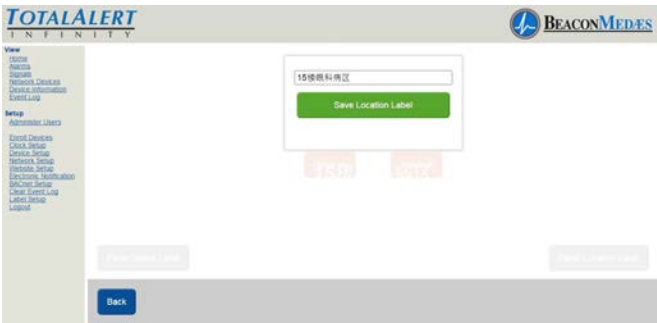 TOTALALERT
INFINITY
BEACONMEDÆS
View
Home
Alarms
Signals
Network Devices
Device Information
Event Log
Setup
Administer Users
Enroll Devices
Clock Setup
Device Setup
Network Setup
Website Setup
Electronic Notification
BACnet Setup
Clear Event Log
Label Setup
Logout
15楼眼科病区
Save Location Label
Back